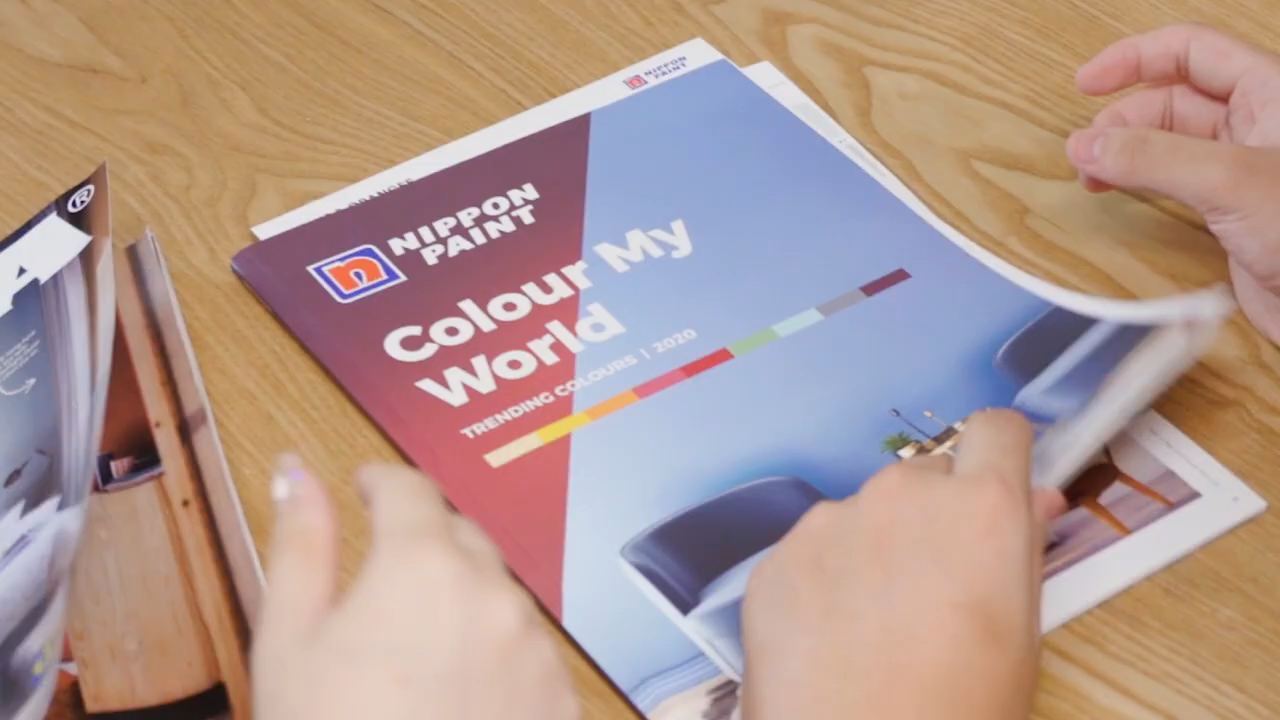 NIPPON
PAINT
NIPPON
PAINT
n
Colour My
World
TRENDING COLOURS | 2020
A
®